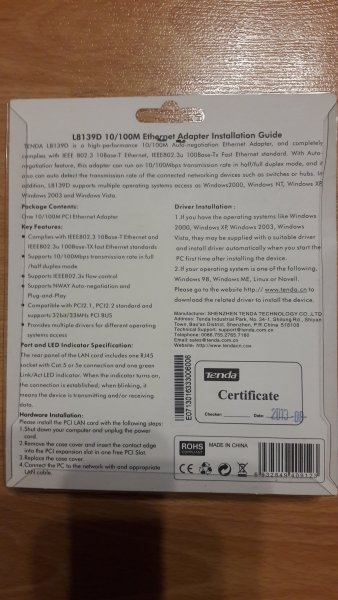 L8139D 10/100M Ethernet Adapter Installation Guide
TENDA L8139D is a high-performance 10/100M Auto-negotiation Ethernet Adapter, and completely
complies with IEEE 802.3 10Base-T Ethernet, IEEE802.3u 100Base-Tx Fast Ethernet standard. With Auto-
negotiation feature, this adapter can run on 10/100Mbps transmission rate in half/full duplex mode, and it
also can auto detect the transmission rate of the connected networking devices such as switches or hubs. In
addition, L8139D supports multiple operating systems access as Windows2000, Windows NT, Windows XP,
Windows 2003 and Windows Vista.
Package Contents:
One 10/100M PCI Ethernet Adapter
Key Features:
Complies with IEEE802.3 10Base-T Ethernet and
IEEE802.3u 100Base-TX Fast Ethernet standards
Supports 10/100Mbps transmission rate in full
/half duplex mode
Supports IEEE802.3x flow control
Supports NWAY Auto-negotiation and
Plug-and-Play
Compatible with PCI2.1, PCI2.2 standard and
supports 32bit/33MHz PCI BUS
Provides multiple drivers for different operating
systems access
Port and LED Indicator Specification:
The rear panel of the LAN card includes one RJ45
socket with Cat.5 or 5e connection and one green
Link/Act LED indicator. When the indicator turns on,
the connection is established; when blinking, it
means the device is transmitting and/or receiving
data.
Hardware Installation:
Please install the PCI LAN card with the following steps:
1.Shut down your computer and unplug the power
cord.
2.Remove the case cover and insert the contact edge
into the PCI expansion slot in one free PCI Slot.
3.Replace the case cover.
4.Connect the PC to the network with and appropriate
LAN cable.
Driver Installation :
1.If you have operating systems like Windows
2000, Windows XP, Windows 2003, Windows
Vista, they may be supplied with a suitable driver
and install driver automatically when you start the
PC first time after installing the device.
2.If your operating system is one of the following,
Windows 98, Windows ME, Linux or Novell:
Please go to the website http:// www.tenda.cn to
download the related driver to install the device.
Manufacturer: SHENZHEN TENDA TECHNOLOGY CO.,LTD
Address: Tenda Industrial Park, No. 34-1, Shilong Rd., Shiyan
Town, Bao'an District, Shenzhen, P.R.China 518108
Technical Support: support@tenda.com.cn
Telephone: 0086.755.2765.7180
Email: sales@tenda.com.cn
Website: http://www.tendacn.com
E0713016333006006
Tenda
Certificate
Checker:
Date:
ROHS
COMPLIANT
MADE IN CHINA
6 932849 409129